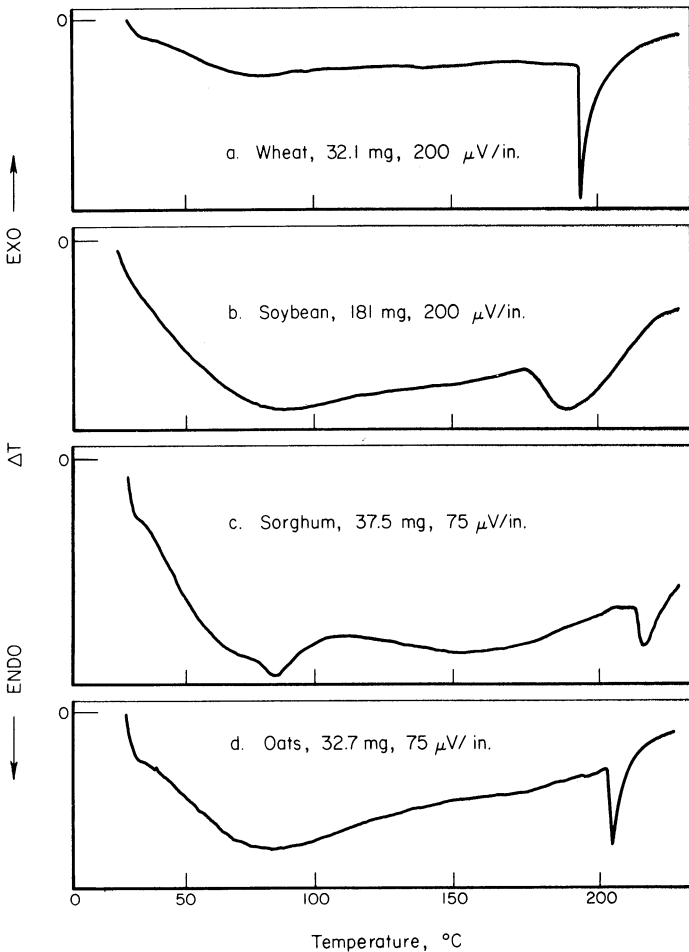 0
a. Wheat, 32.1 mg, 200 μV/in.
0
b. Soybean, 181 mg, 200 μV/in.
0
c. Sorghum, 37.5 mg, 75 μV/in.
0
d. Oats, 32.7 mg, 75 μV/in.
0 50 100 150 200
Temperature, °C
EXO
ΔT
ENDO